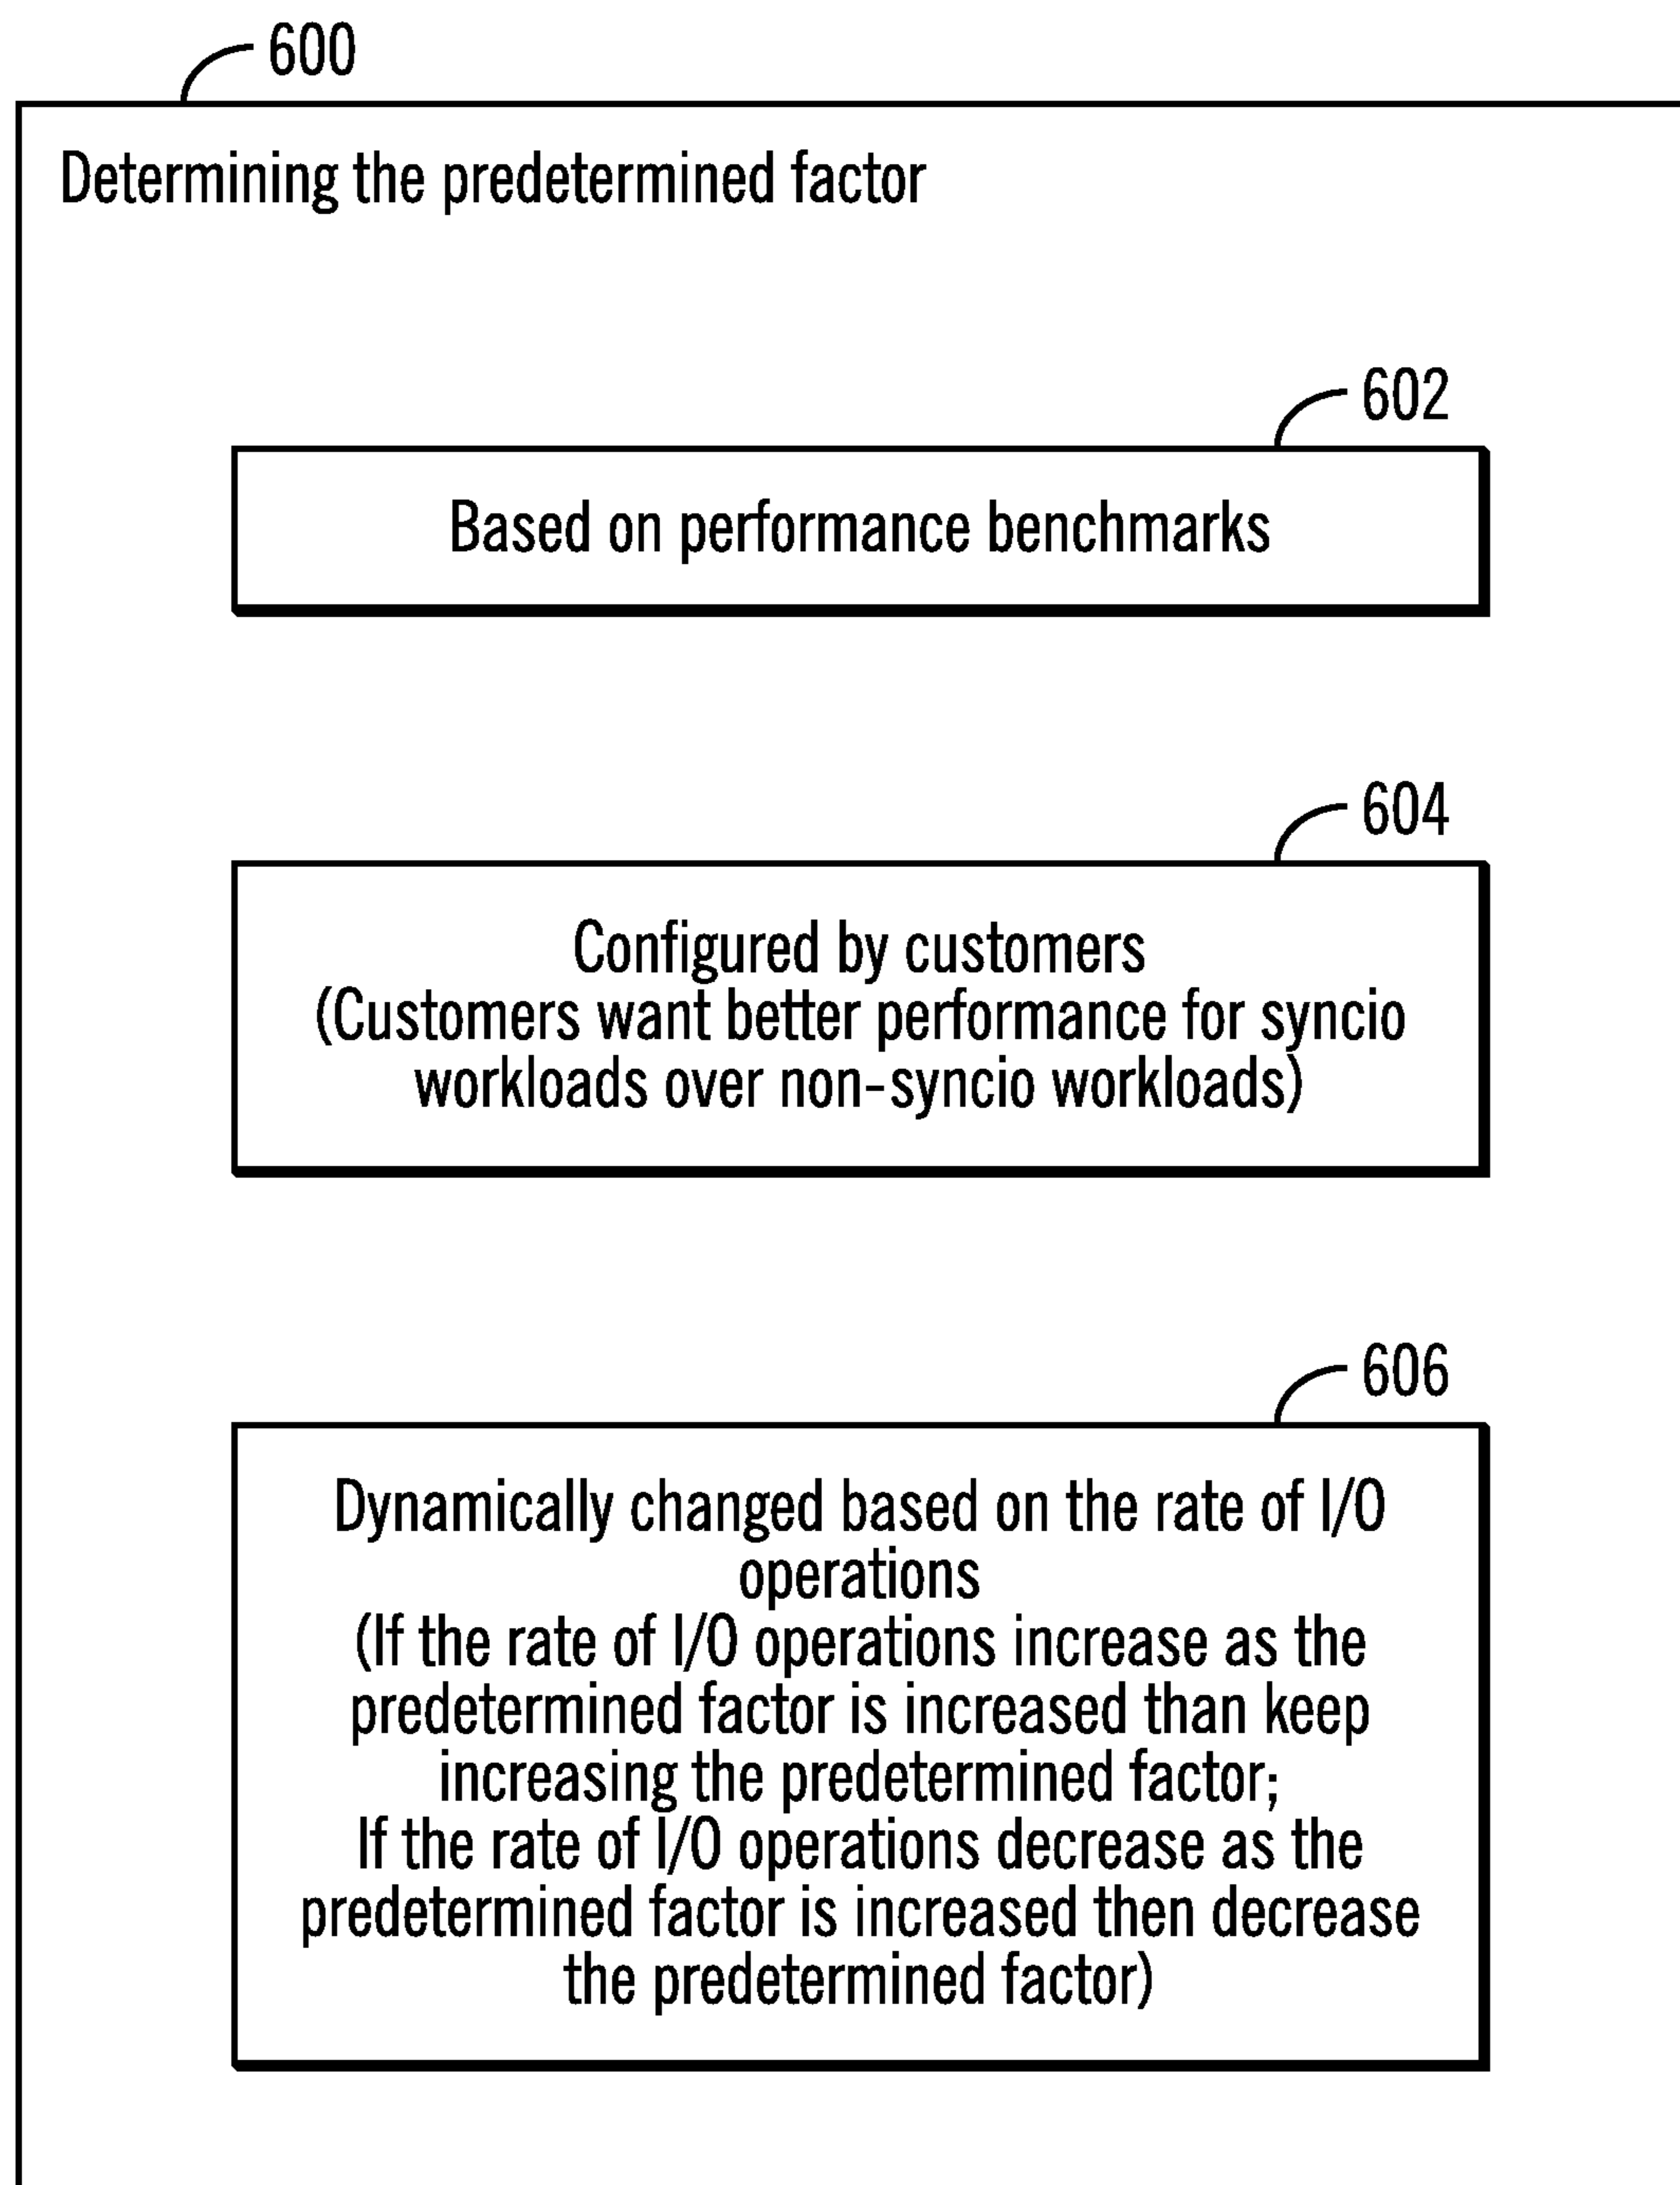 600
Determining the predetermined factor
602
Based on performance benchmarks
604
Configured by customers
(Customers want better performance for syncio
workloads over non-syncio workloads)
606
Dynamically changed based on the rate of I/O
operations
(If the rate of I/O operations increase as the
predetermined factor is increased than keep
increasing the predetermined factor;
If the rate of I/O operations decrease as the
predetermined factor is increased then decrease
the predetermined factor)